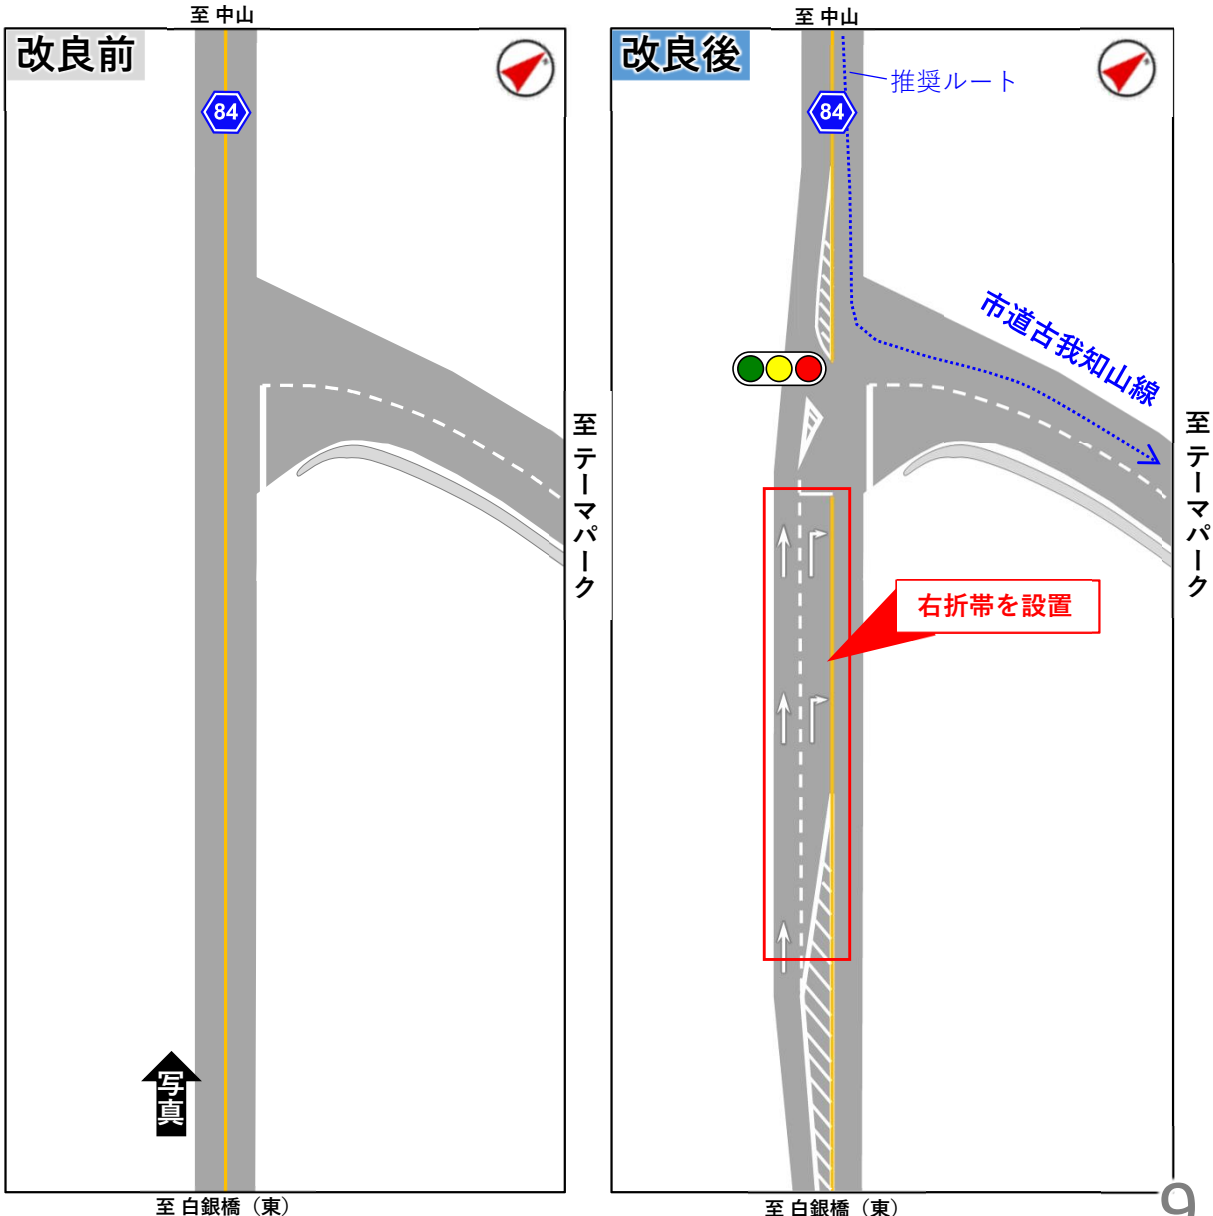 至 中山
改良前
84
至 テーマパーク
写真
至 白銀橋（東）
至 中山
改良後
推奨ルート
84
市道古我知山線
至 テーマパーク
右折帯を設置
至 白銀橋（東）
9